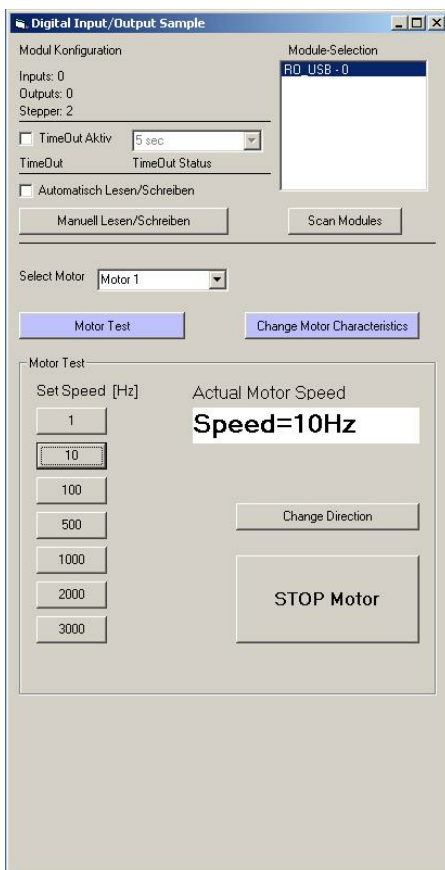 Digital Input/Output Sample
Modul Konfiguration
Module-Selection
Inputs: 0
Outputs: 0
Stepper: 2
RO_USB - 0
TimeOut Aktiv
5 sec
TimeOut
TimeOut Status
Automatisch Lesen/Schreiben
Manuell Lesen/Schreiben
Scan Modules
Select Motor
Motor 1
Motor Test
Change Motor Characteristics
Motor Test
Set Speed [Hz]
Actual Motor Speed
1
Speed=10Hz
10
100
500
Change Direction
1000
2000
STOP Motor
3000